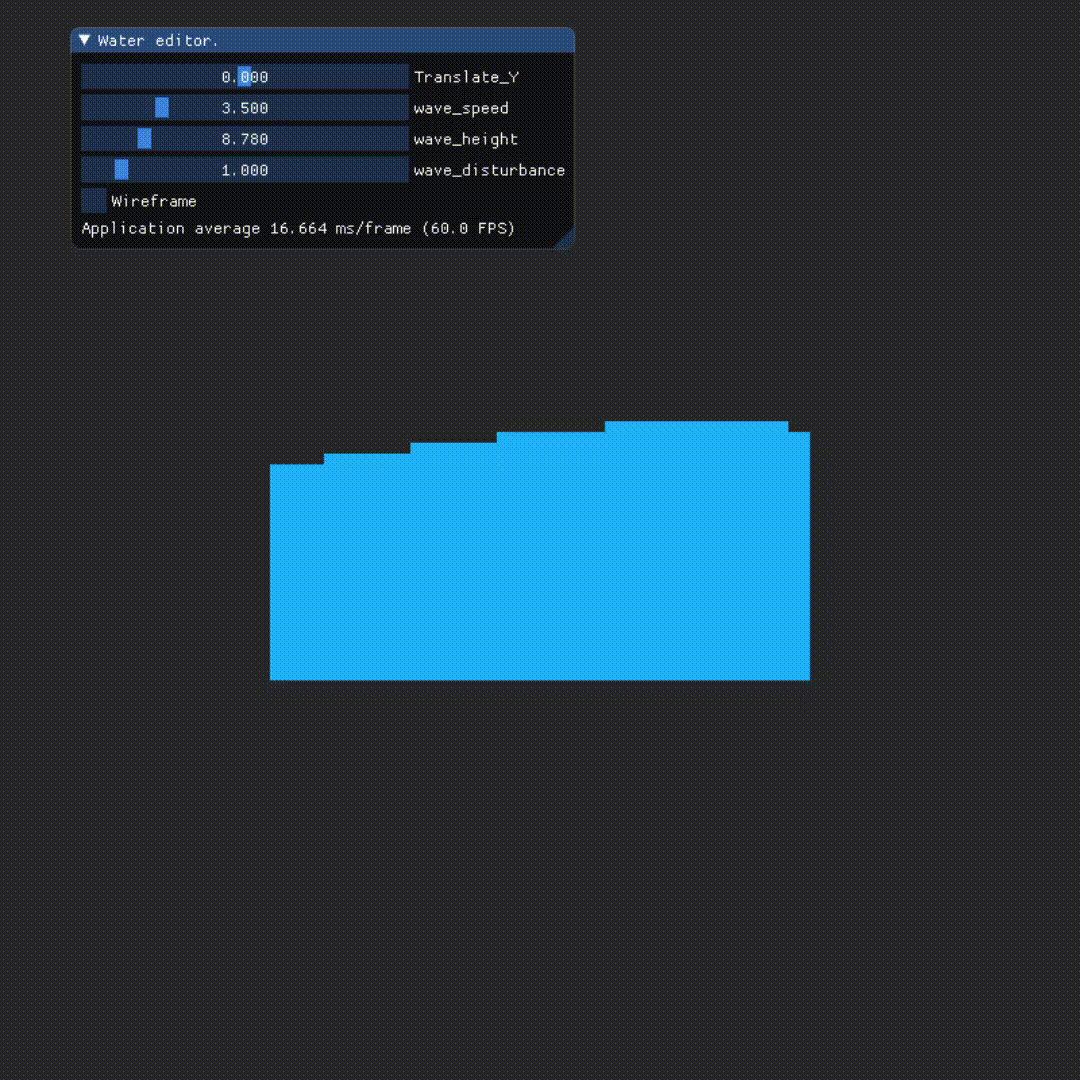 Water editor.
0.000 Translate_Y
3.500 wave_speed
8.780 wave_height
1.000 wave_disturbance
Wireframe
Application average 16.664 ms/frame (60.0 FPS)